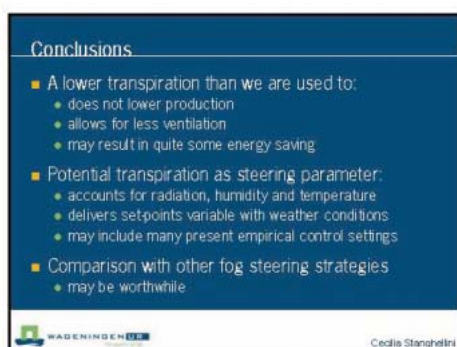 Conclusions
A lower transpiration than we are used to:
does not lower production
allows for less ventilation
may result in quite some energy saving
Potential transpiration as steering parameter:
accounts for radiation, humidity and temperature
delivers set-points variable with weather conditions
may include many present empirical control settings
Comparison with other fog steering strategies
may be worthwhile
WAGENINGEN UR
Cecilia Stanghellini